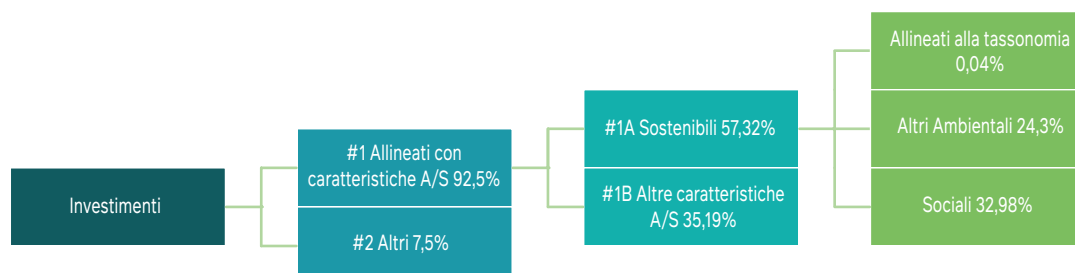 Investimenti
#1 Allineati con
caratteristiche A/S 92,5%
#2 Altri 7,5%
#1A Sostenibili 57,32%
#1B Altre caratteristiche
A/S 35,19%
Allineati alla tassonomia
0,04%
Altri Ambientali 24,3%
Sociali 32,98%